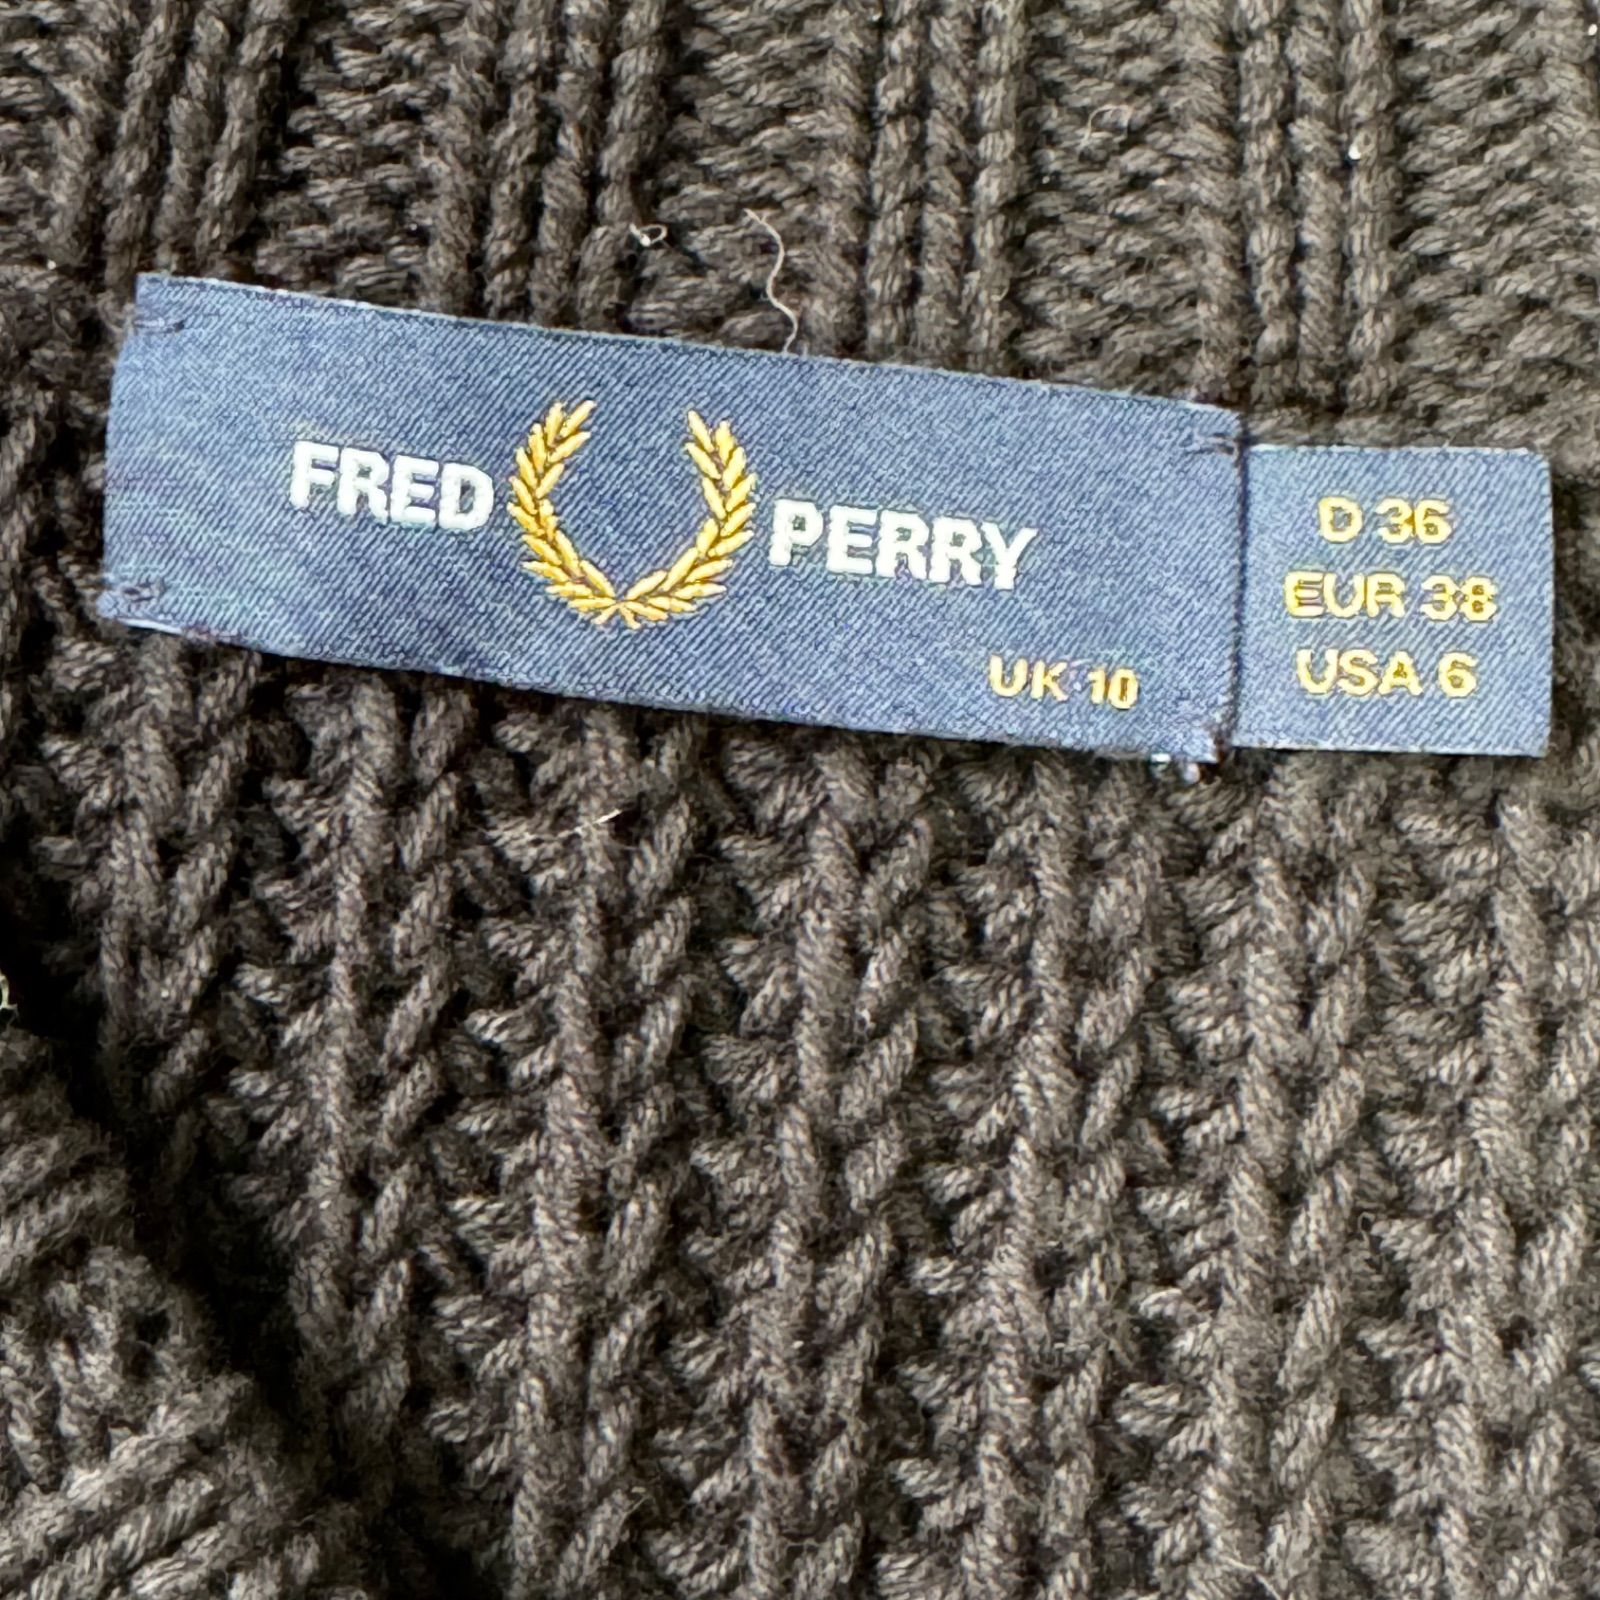 FRED PERRY
UK 10
D 36
EUR 38
USA 6